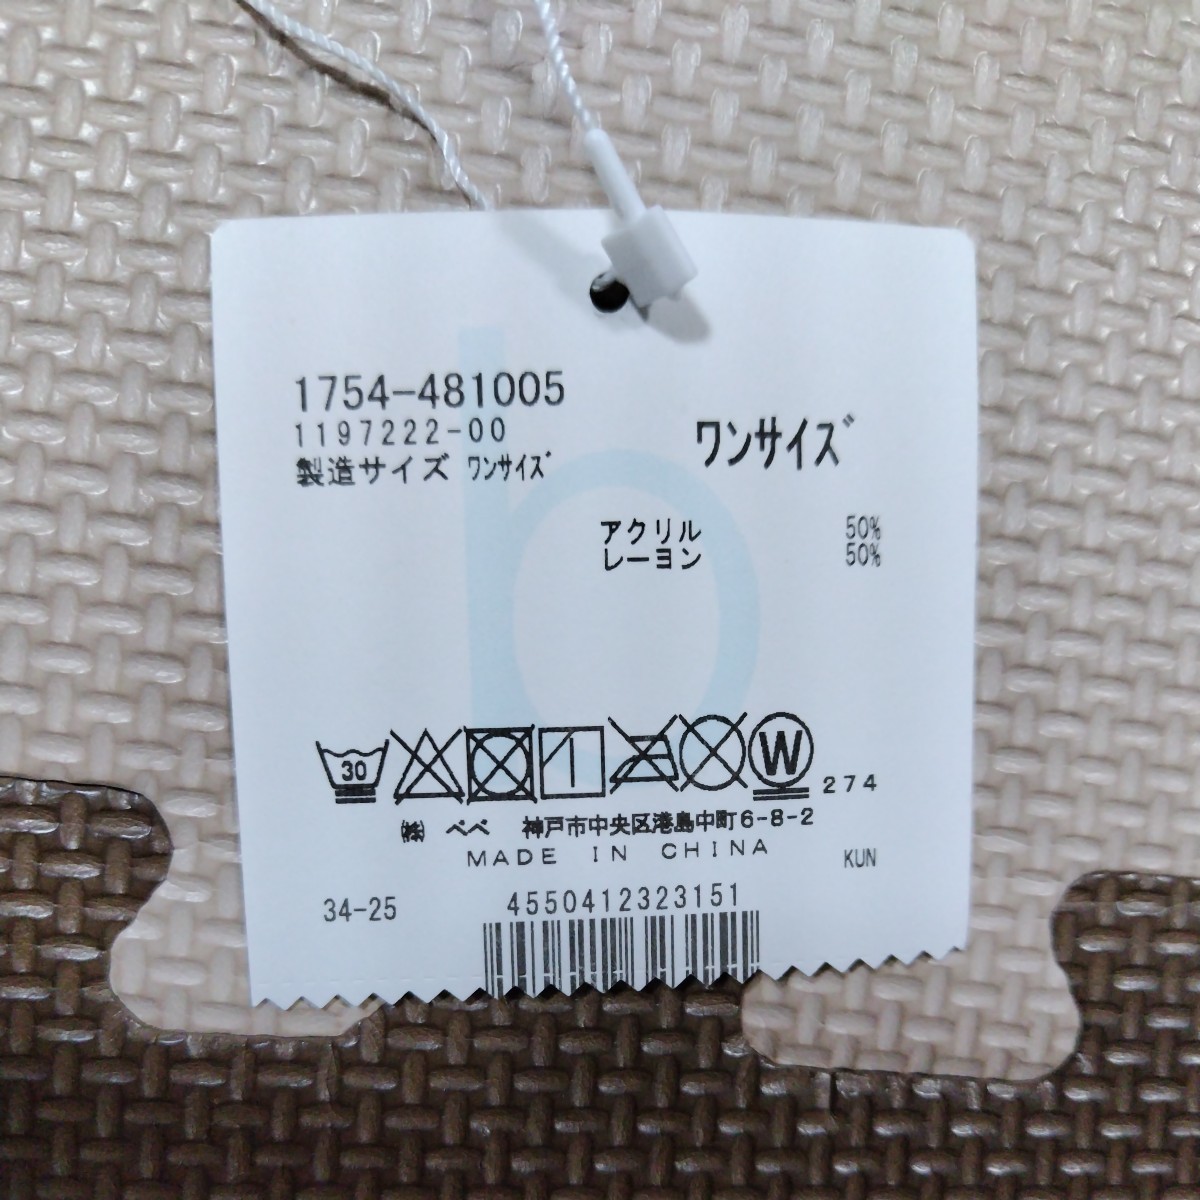 1754-481005
1197222-00
製造サイズ ワンサイズ
ワンサイズ
アクリル 50%
レーヨン 50%
30 W 274
㈱ べべ 神戸市中央区港島中町6-8-2
MADE IN CHINA
KUN
34-25
4550412323151